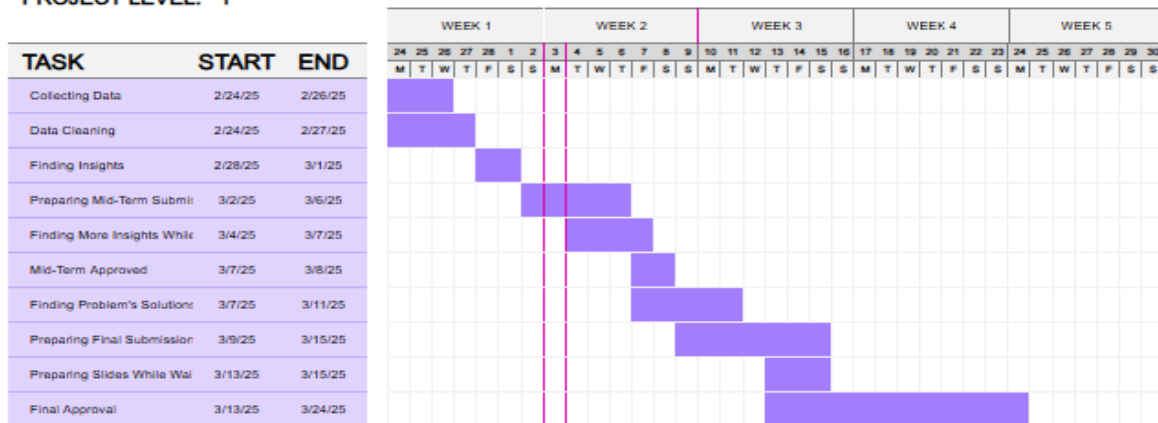 PROJECT LEVEL: 1
WEEK 1 WEEK 2 WEEK 3 WEEK 4 WEEK 5
24 25 26 27 28 1 2 3 4 5 6 7 8 9 10 11 12 13 14 15 16 17 18 19 20 21 22 23 24 25 26 27 28 29 30
TASK START END M T W T F S S M T W T F S S M T W T F S S M T W T F S S M T W T F S S
Collecting Data 2/24/25 2/26/25
Data Cleaning 2/24/25 2/27/25
Finding Insights 2/28/25 3/1/25
Preparing Mid-Term Submi 3/2/25 3/6/25
Finding More Insights While 3/4/25 3/7/25
Mid-Term Approved 3/7/25 3/8/25
Finding Problem's Solutions 3/7/25 3/11/25
Preparing Final Submission 3/9/25 3/15/25
Preparing Slides While Wai 3/13/25 3/15/25
Final Approval 3/13/25 3/24/25